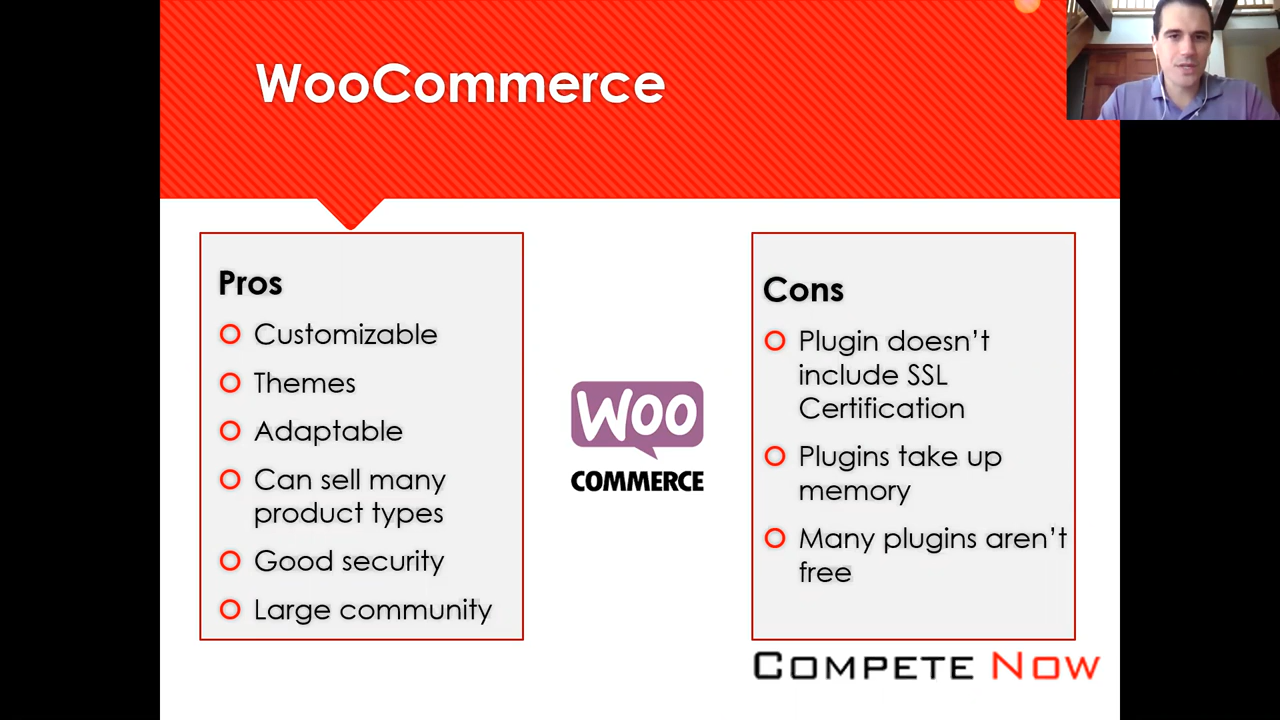 WooCommerce
Pros
Customizable
Themes
Adaptable
Can sell many
product types
Good security
Large community
WOO
COMMERCE
Cons
Plugin doesn't
include SSL
Certification
Plugins take up
memory
Many plugins aren't
free
COMPETE NOW